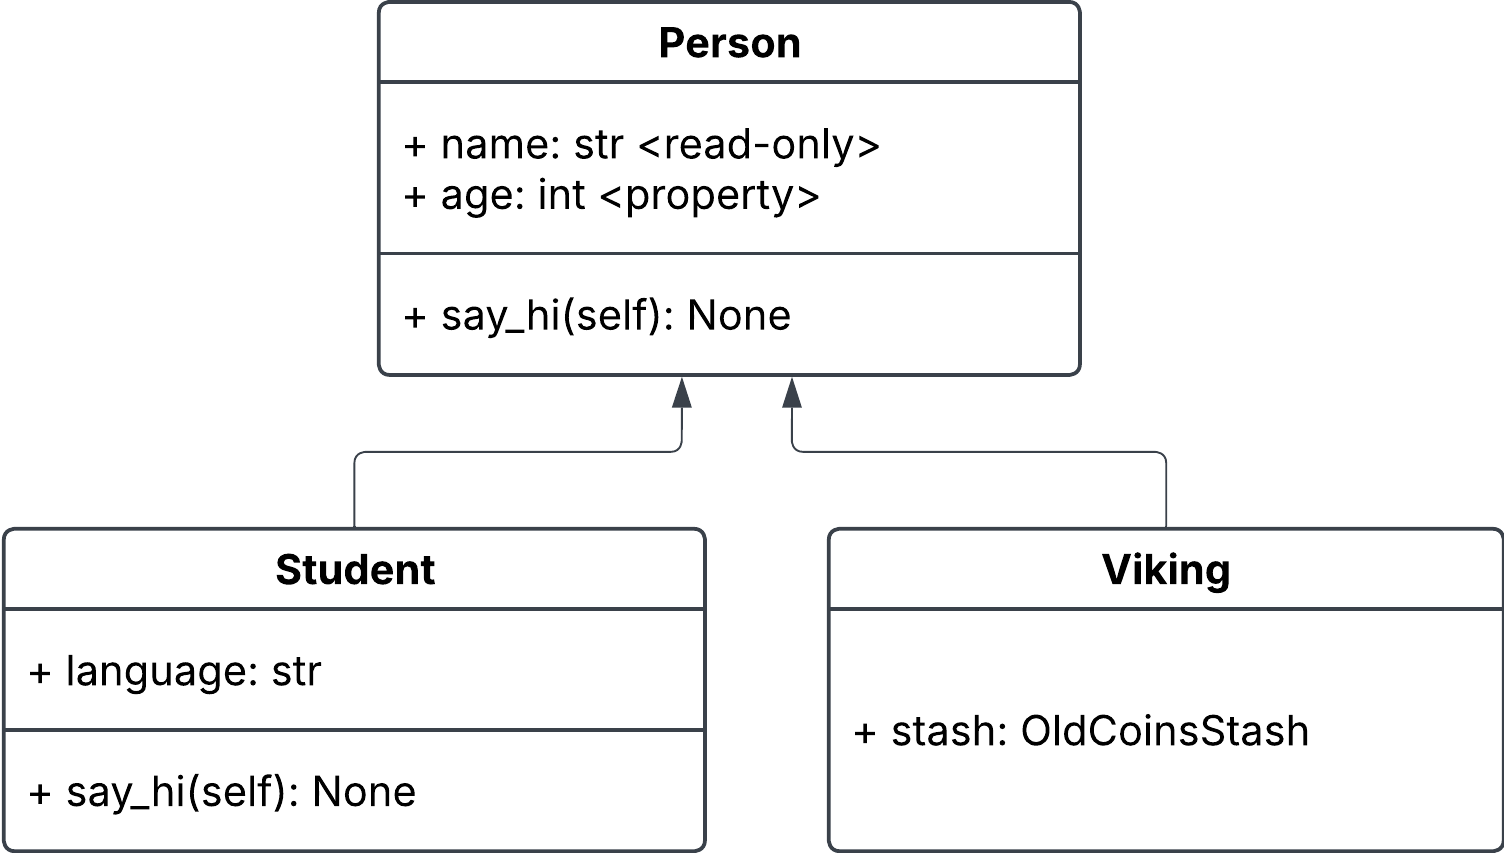 Person
+ name: str <read-only>
+ age: int <property>
+ say_hi(self): None
Student
+ language: str
+ say_hi(self): None
Viking
+ stash: OldCoinsStash